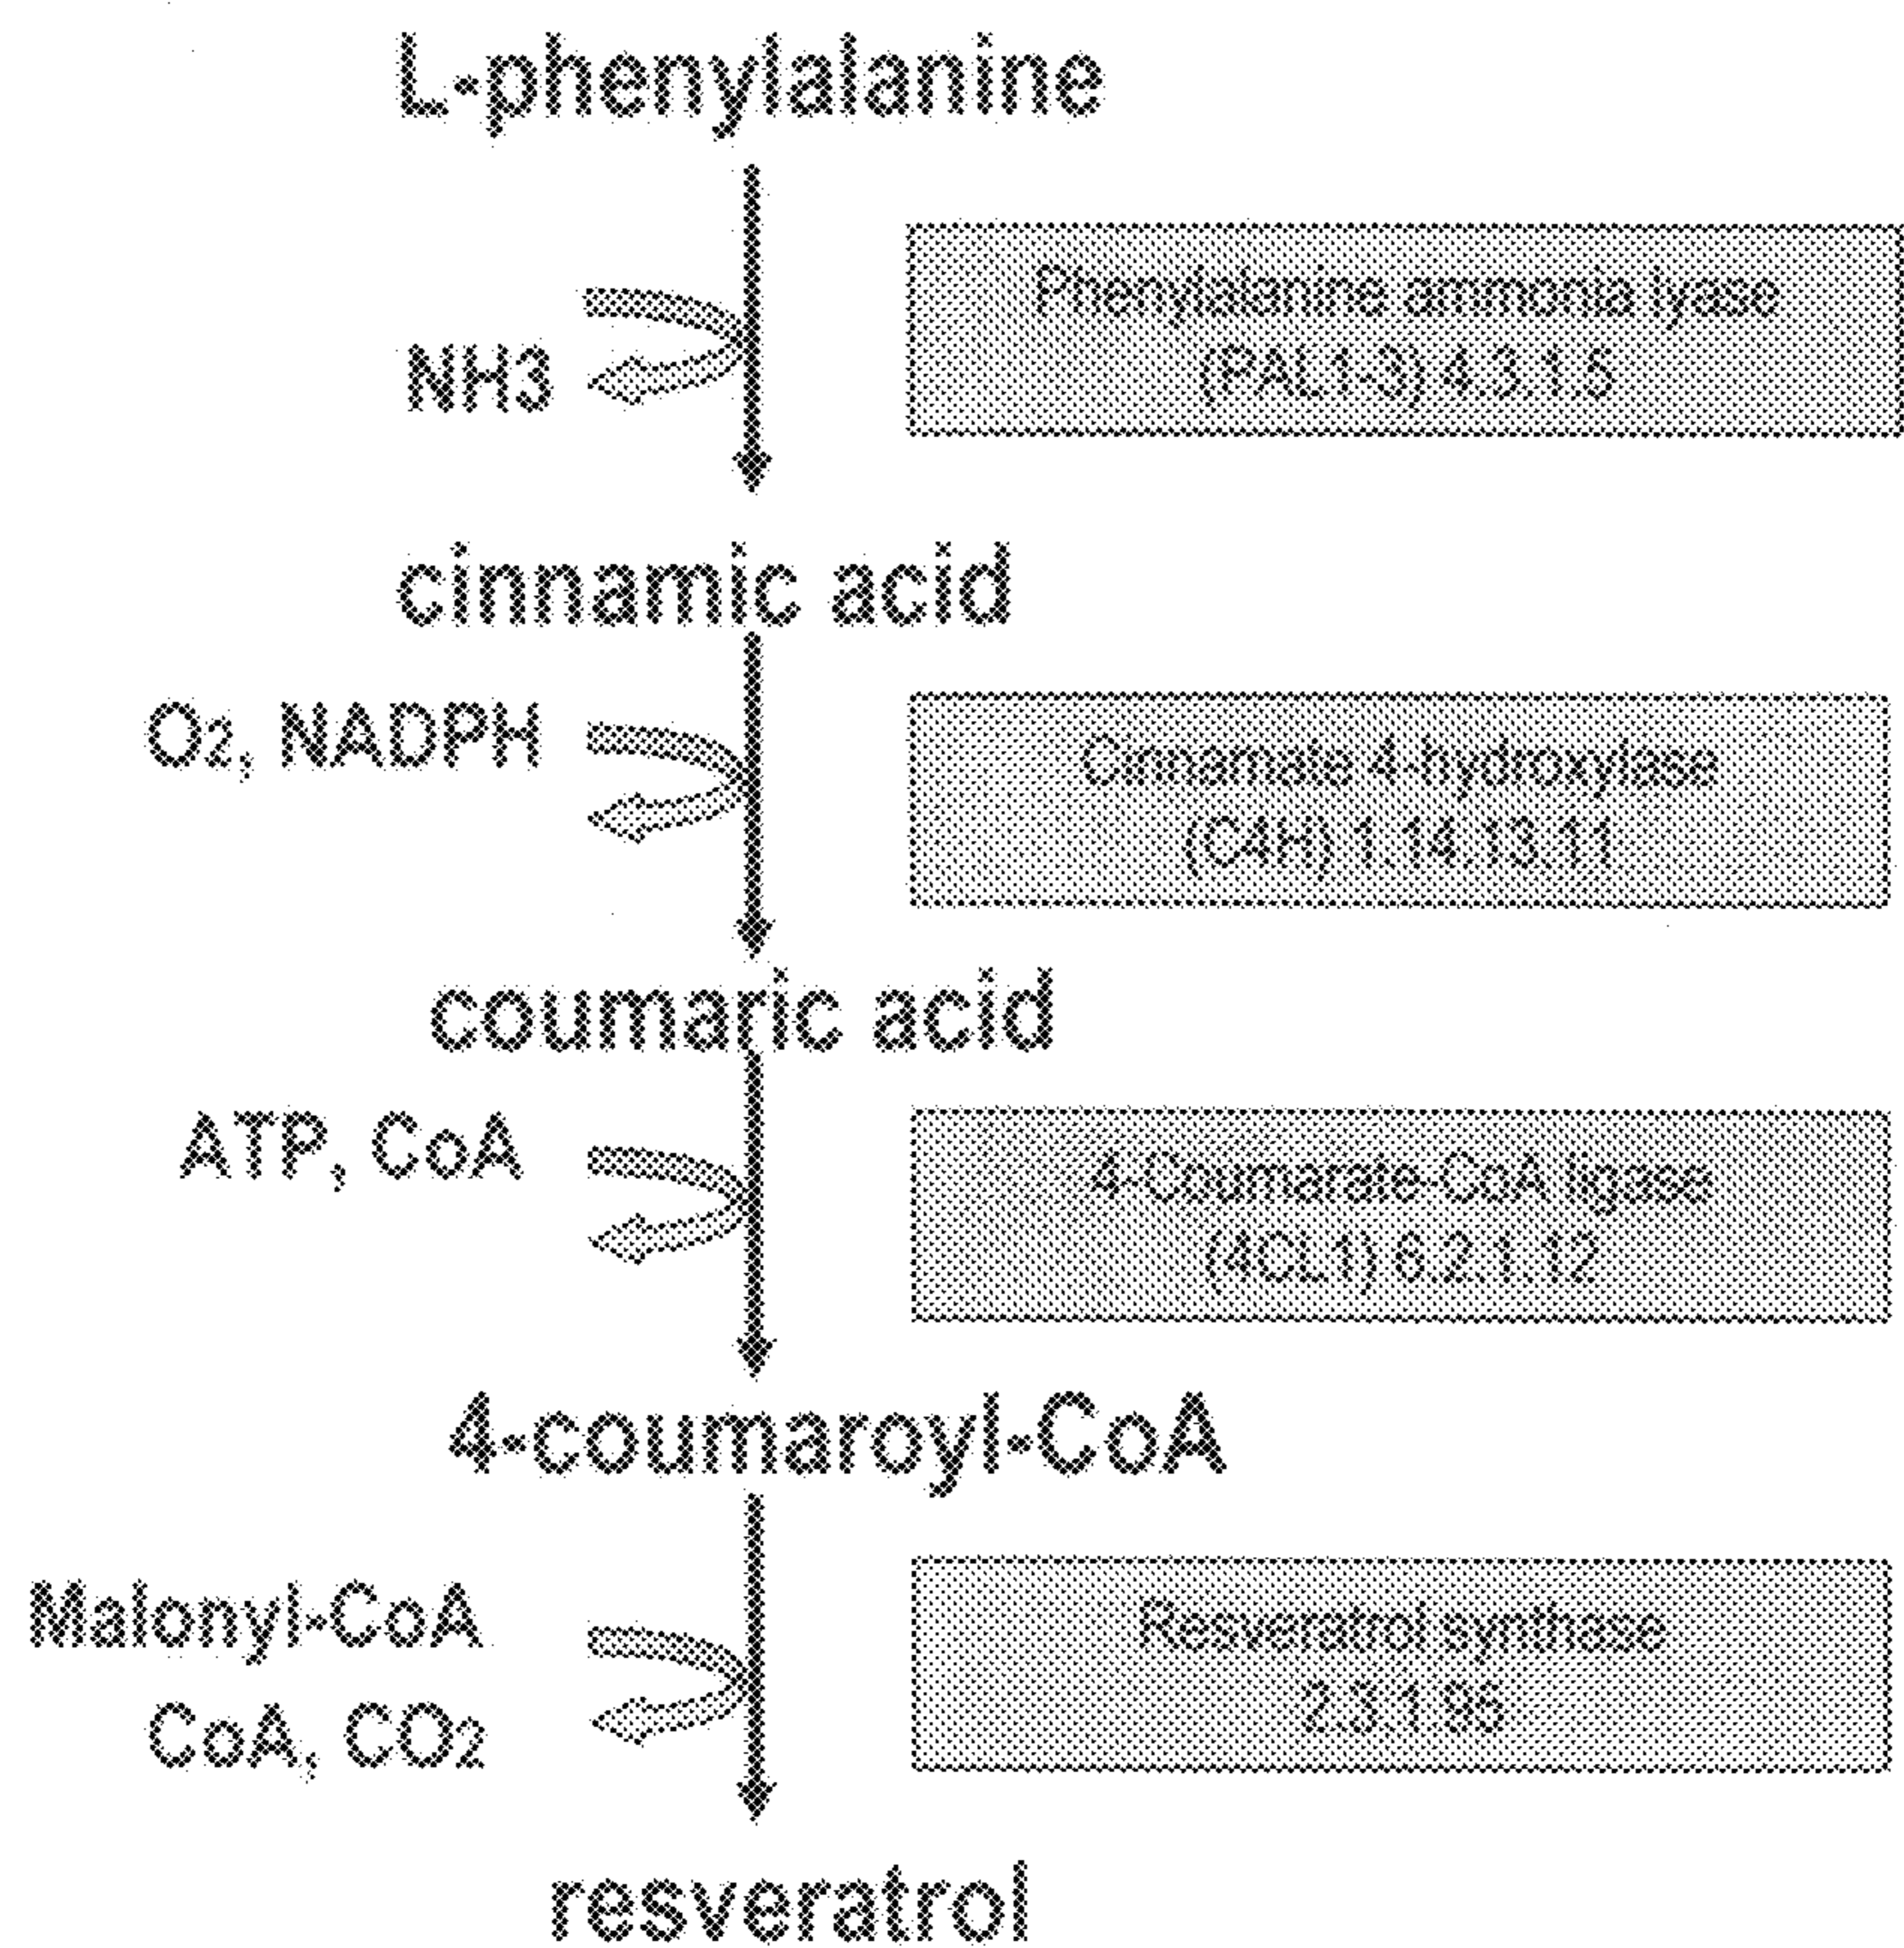 L-phenylalanine
Phenylalanine ammonia lyase
NH3
(PAL1-3) 4.3.1.5
cinnamic acid
O2, NADPH
Cinnamate 4-hydroxylase
(C4H) 1.14.13.11
coumaric acid
ATP, CoA
4-Coumarate-CoA ligase
(4CL1) 6.2.1.12
4-coumaroyl-CoA
Malonyl-CoA
Resveratrol synthase
CoA, CO2
2.3.1.95
resveratrol